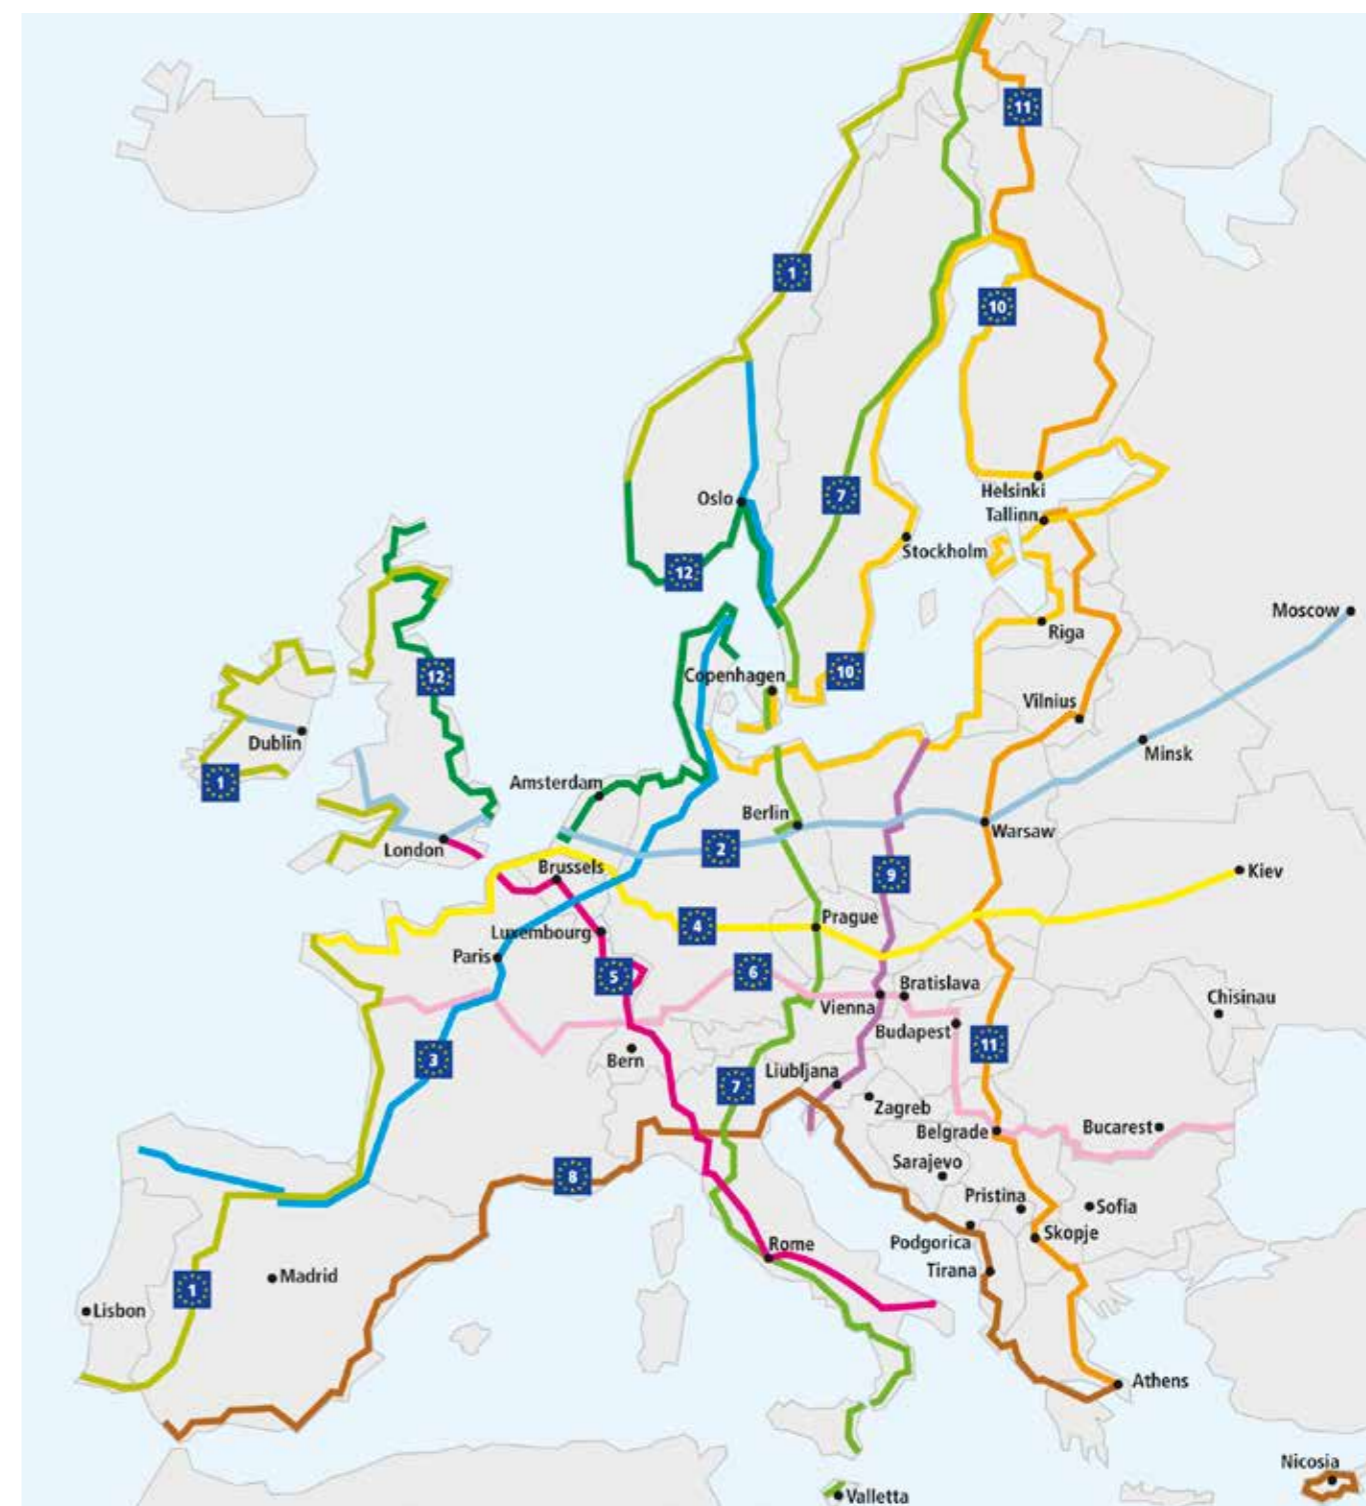 11
1
10
Oslo
7
Helsinki
Tallinn
Stockholm
12
Moscow
Riga
12
10
Copenhagen
Vilnius
Dublin
Minsk
1
Amsterdam
Berlin
London
2
Warsaw
Brussels
9
Kiev
Prague
4
Luxembourg
Paris
5
6
Bratislava
Chisinau
Vienna
Budapest
11
3
Bern
Liubljana
7
Zagreb
Belgrade
Bucarest
Sarajevo
8
Pristina
Sofia
Podgorica
Skopje
Rome
Tirana
Madrid
1
Lisbon
Athens
Nicosia
Valletta